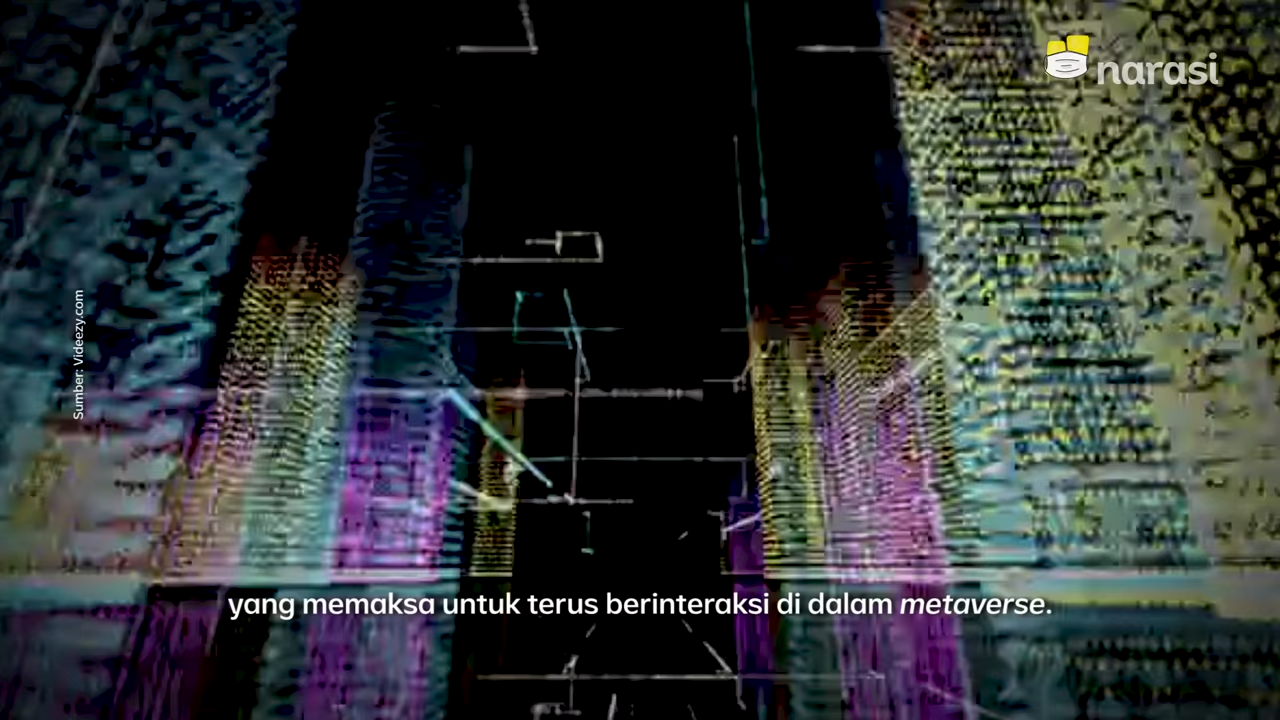 narasi
Sumber: Videezy.com
yang memaksa untuk terus berinteraksi di dalam metaverse.